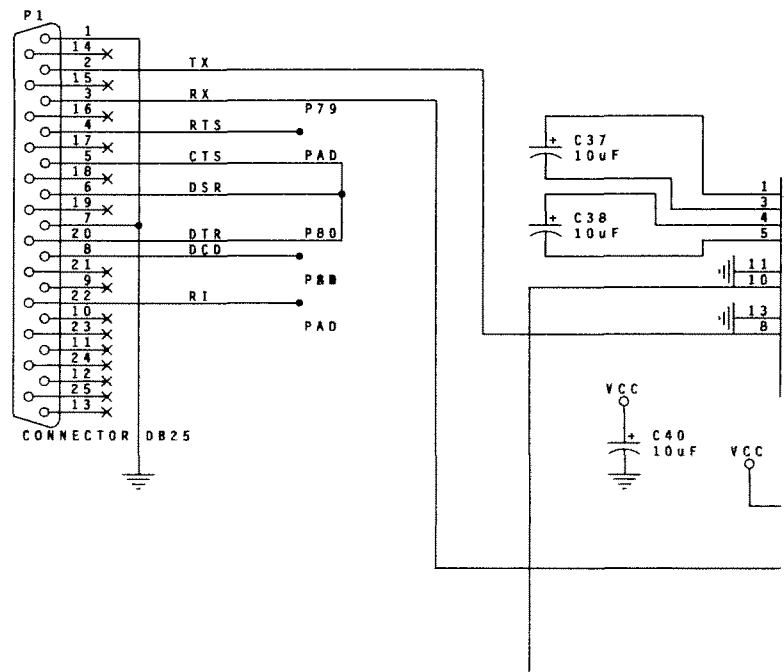 P1
1
14
2 TX
15
3 RX
16 P79
4 RTS
17
5 CTS PAD
18
6 DSR
19
7
20 DTR P80
8 DCD
21
9
22 RI
10 PAD
23
11
24
12
25
13
CONNECTOR DB25
C37
10uF
C38
10uF
1
3
4
5
11
10
13
8
VCC
C40
10uF
VCC